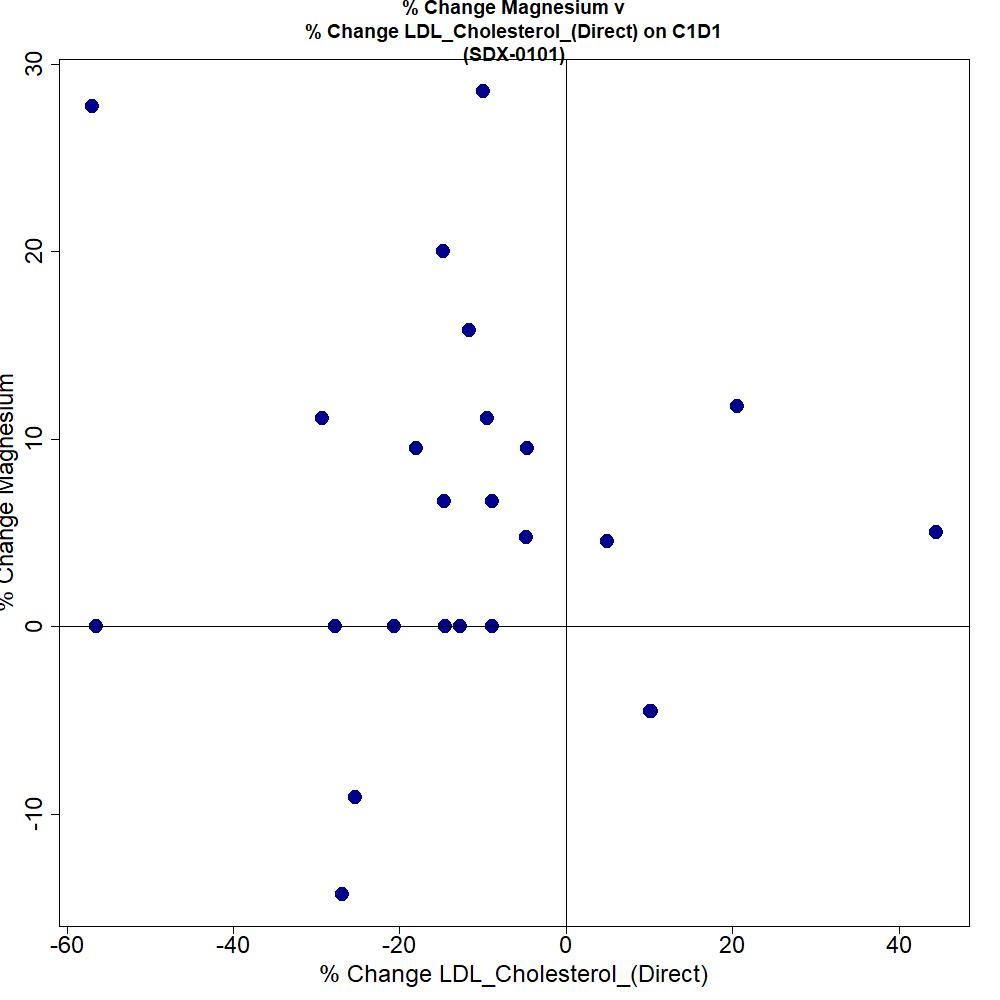 % Change Magnesium v
% Change LDL_Cholesterol_(Direct) on C1D1
(SDX-0101)
% Change Magnesium
30
20
10
0
-10
-60
-40
-20
0
20
40
% Change LDL_Cholesterol_(Direct)